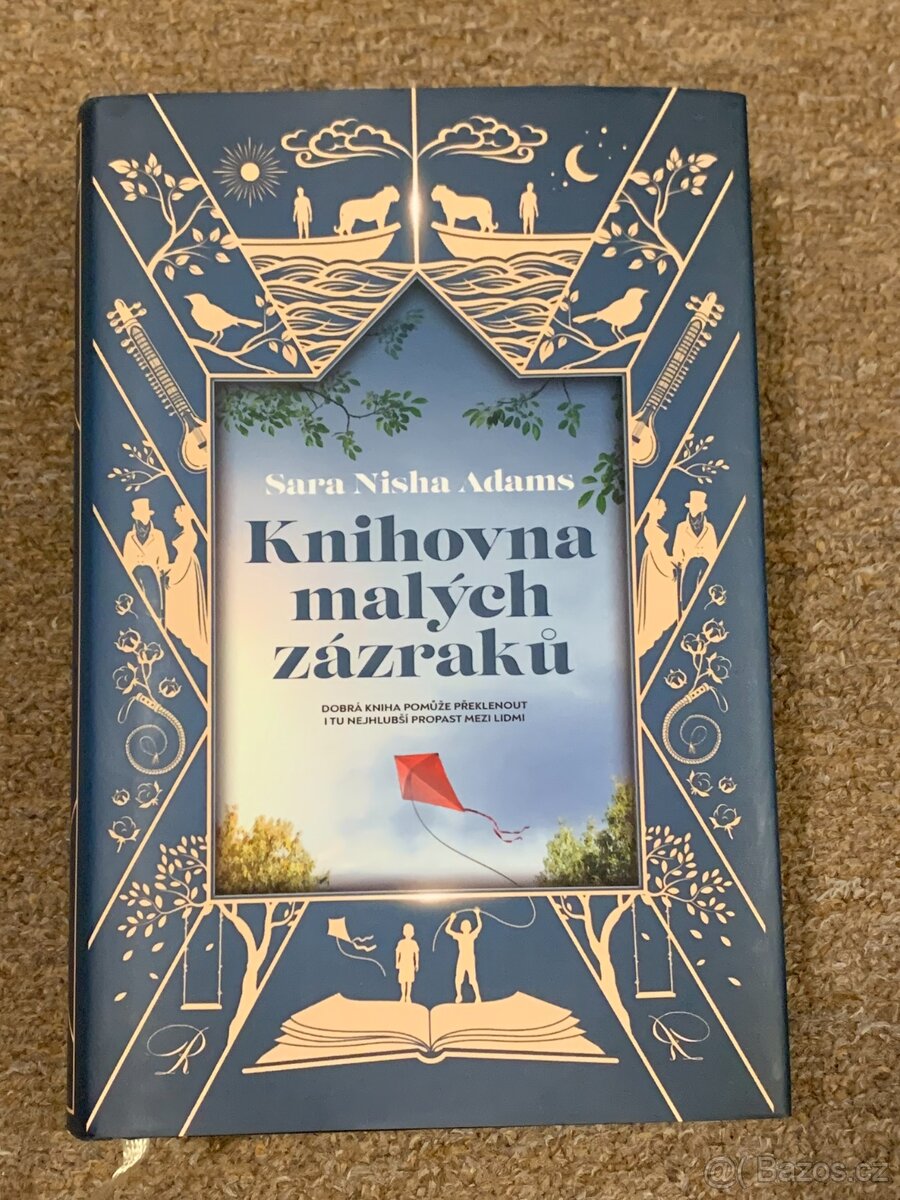 Sara Nisha Adams
Knihovna
malých
zázraků
DOBRÁ KNIHA POMŮŽE PŘEKLENOUT
I TU NEJHLUBŠÍ PROPAST MEZI LIDMI
R R
@( Bazos.cz